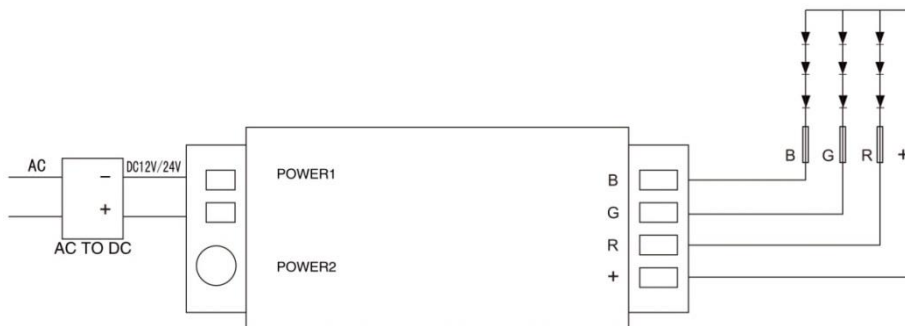 AC
DC12V/24V
−
+
AC TO DC
POWER1
POWER2
B
G
R
+
B
G
R
+